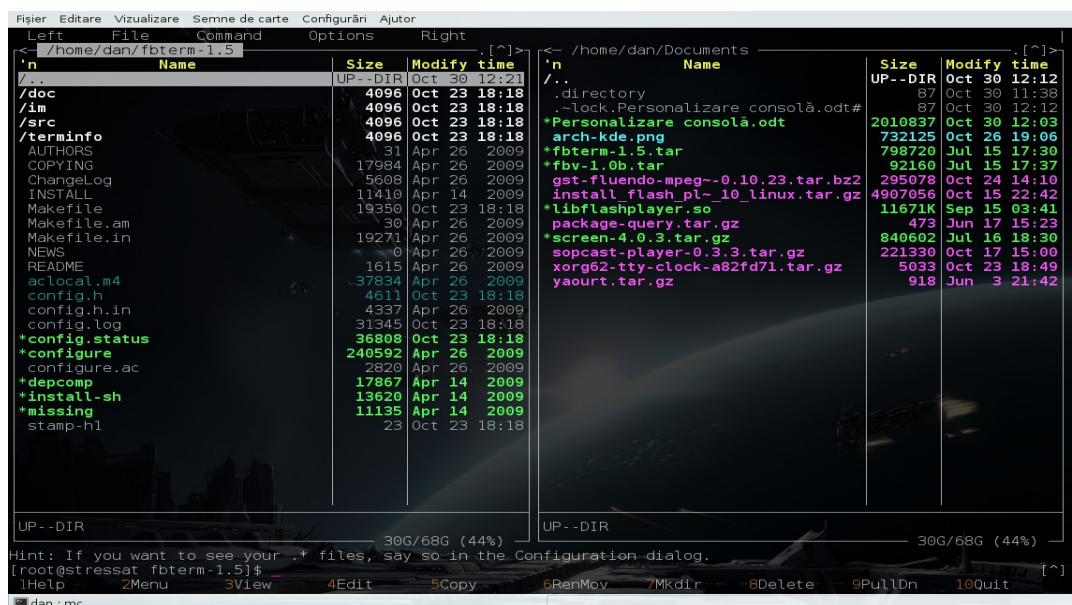 Fișier Editare Vizualizare Semne de carte Configurări Ajutor
Left File Command Options Right
<— /home/dan/fbterm-1.5 .[^]>
'n Name Size Modify time
/.. UP--DIR Oct 30 12:21
/doc 4096 Oct 23 18:18
/im 4096 Oct 23 18:18
/src 4096 Oct 23 18:18
/terminfo 4096 Oct 23 18:18
AUTHORS 31 Apr 26 2009
COPYING 17984 Apr 26 2009
ChangeLog 5608 Apr 26 2009
INSTALL 11410 Apr 14 2009
Makefile 19350 Oct 23 18:18
Makefile.am 30 Apr 26 2009
Makefile.in 19271 Apr 26 2009
NEWS 0 Apr 26 2009
README 1615 Apr 26 2009
aclocal.m4 37834 Apr 26 2009
config.h 4611 Oct 23 18:18
config.h.in 4337 Apr 26 2009
config.log 31345 Oct 23 18:18
*config.status 36808 Oct 23 18:18
*configure 240592 Apr 26 2009
configure.ac 2820 Apr 26 2009
*depcomp 17867 Apr 14 2009
*install-sh 13620 Apr 14 2009
*missing 11135 Apr 14 2009
stamp-h1 23 Oct 23 18:18
UP--DIR
30G/68G (44%)
<— /home/dan/Documents .[^]>
'n Name Size Modify time
/.. UP--DIR Oct 30 12:12
.directory 87 Oct 30 11:38
.~lock.Personalizare consolă.odt# 87 Oct 30 12:12
*Personalizare consolă.odt 2010837 Oct 30 12:03
arch-kde.png 732125 Oct 26 19:06
*fbterm-1.5.tar 798720 Jul 15 17:30
*fbv-1.0b.tar 92160 Jul 15 17:37
gst-fluendo-mpeg~-0.10.23.tar.bz2 295078 Oct 24 14:10
install_flash_pl~_10_linux.tar.gz 4907056 Oct 15 22:42
*libflashplayer.so 11671K Sep 15 03:41
package-query.tar.gz 473 Jun 17 15:23
*screen-4.0.3.tar.gz 840602 Jul 16 18:30
sopcast-player-0.3.3.tar.gz 221330 Oct 17 15:00
xorg62-tty-clock-a82fd71.tar.gz 5033 Oct 23 18:49
yaourt.tar.gz 918 Jun 3 21:42
UP--DIR
30G/68G (44%)
Hint: If you want to see your .* files, say so in the Configuration dialog.
[root@stressat fbterm-1.5]$ _ [^]
1Help 2Menu 3View 4Edit 5Copy 6RenMov 7Mkdir 8Delete 9PullDn 10Quit
dan : mc